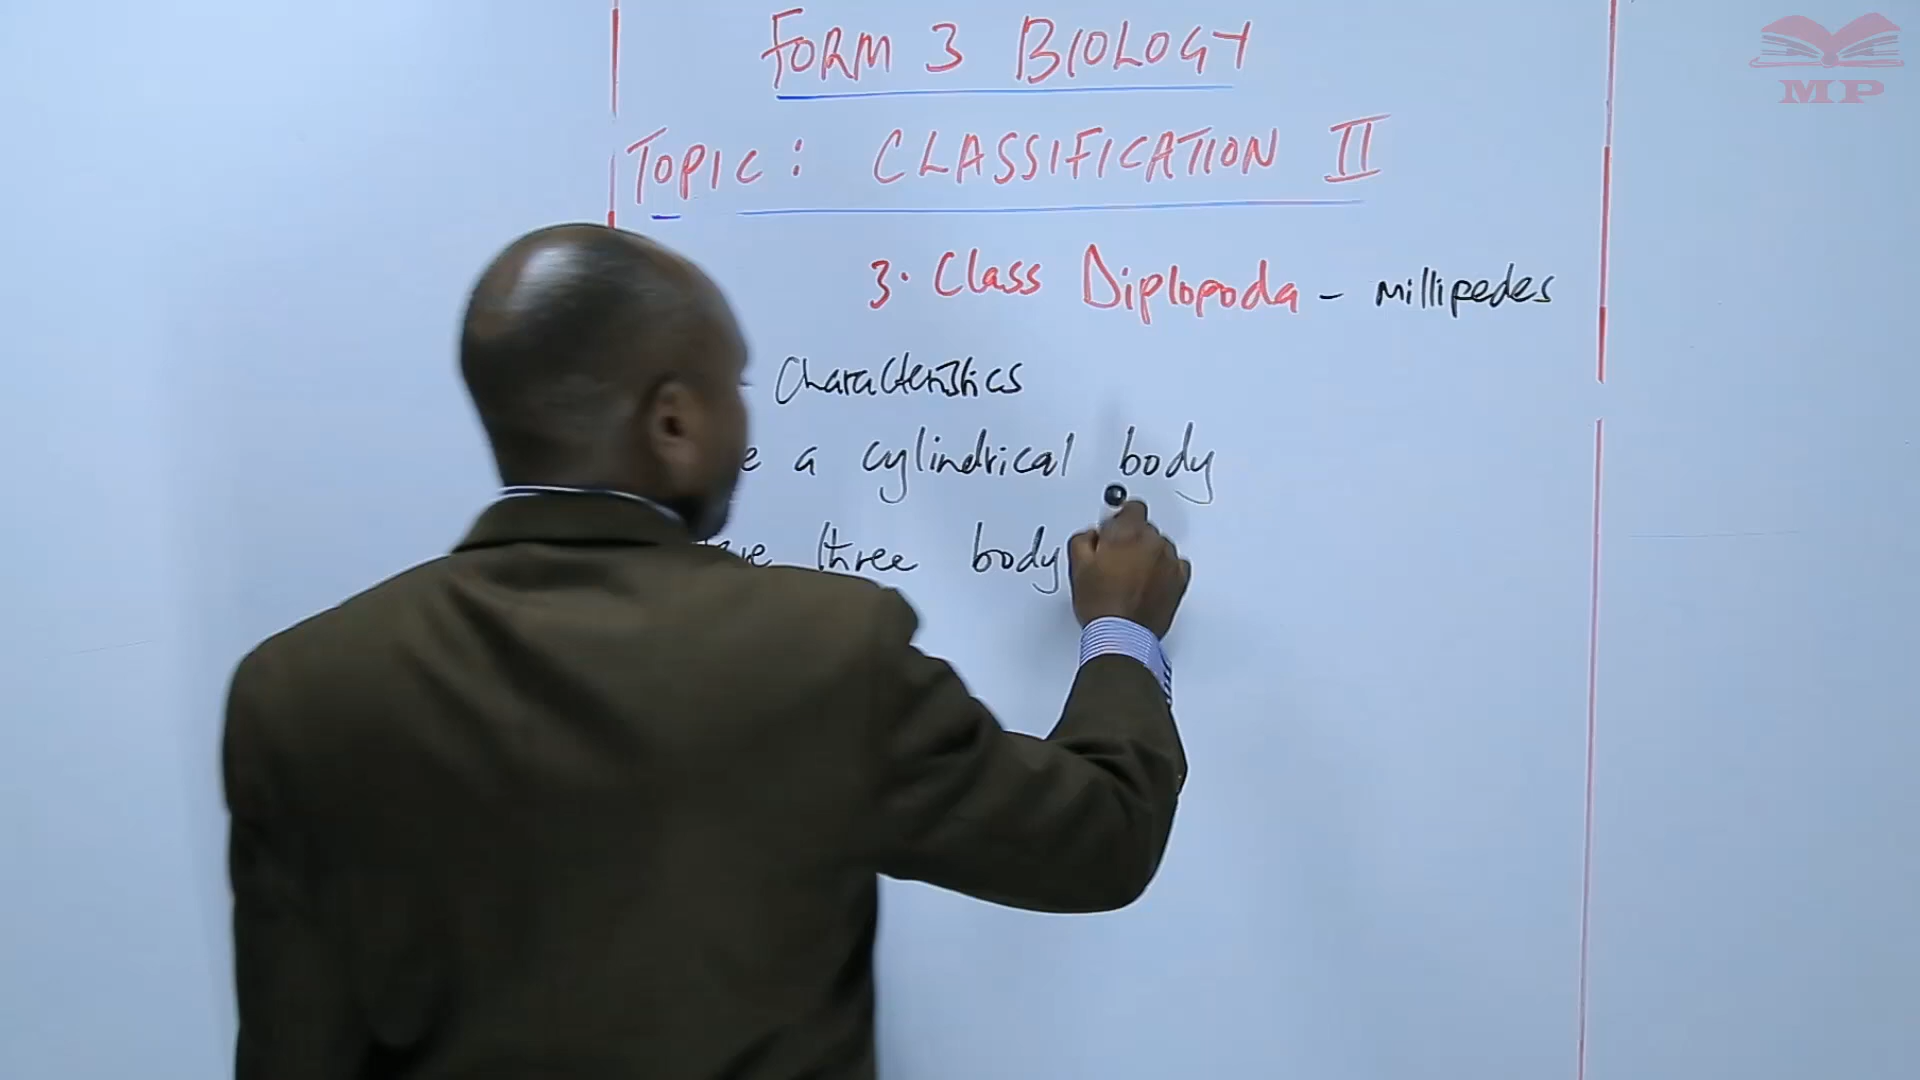 FORM 3 BIOLOGY
MP
TOPIC: CLASSIFICATION II
3. Class Diplopoda - millipedes
Characteristics
a cylindrical body
three body